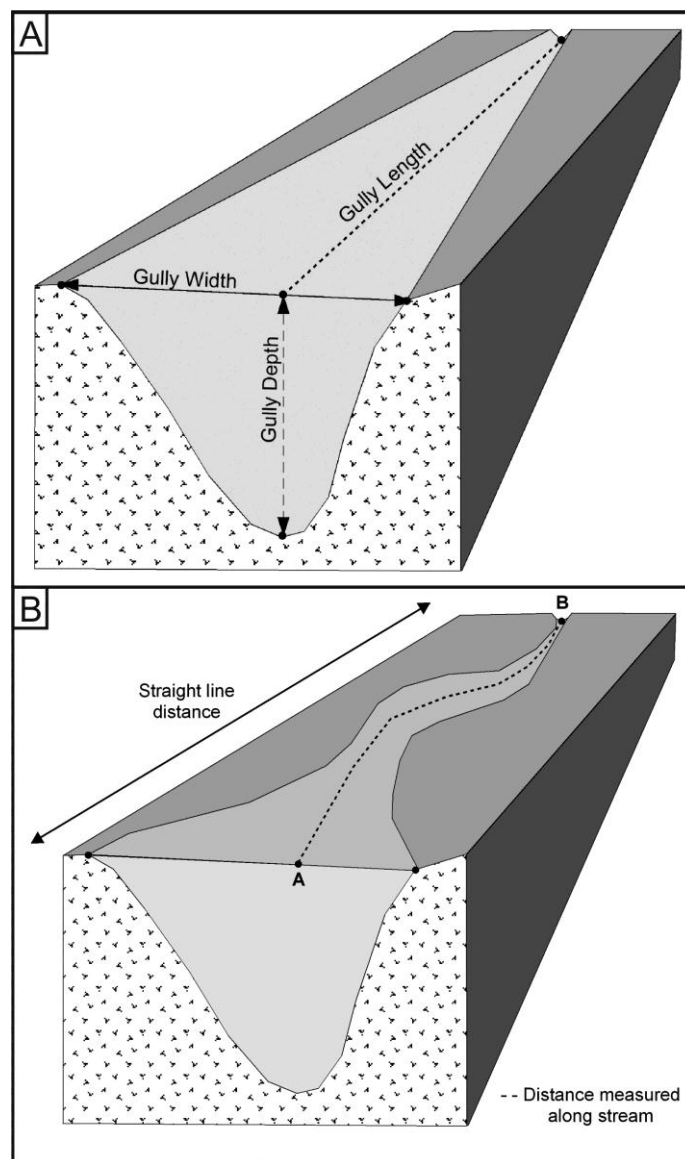 A
Gully Length
Gully Width
Gully Depth
B
B
Straight line
distance
A
-- Distance measured
along stream